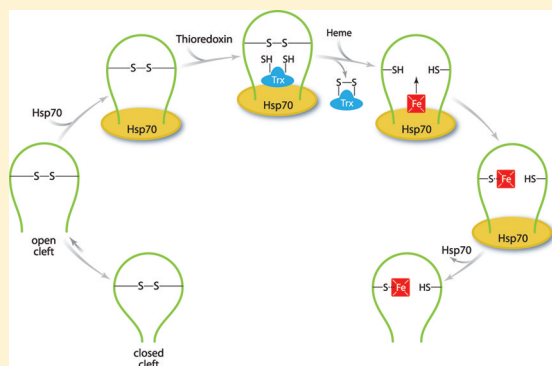 Thioredoxin
Heme
S-S
SH SH
Trx
Hsp70
S-S
Trx
S-S
Hsp70
SH HS
Fe
Hsp70
Hsp70
S-S
open
cleft
S-S
closed
cleft
S Fe HS
Hsp70
Hsp70
S Fe HS